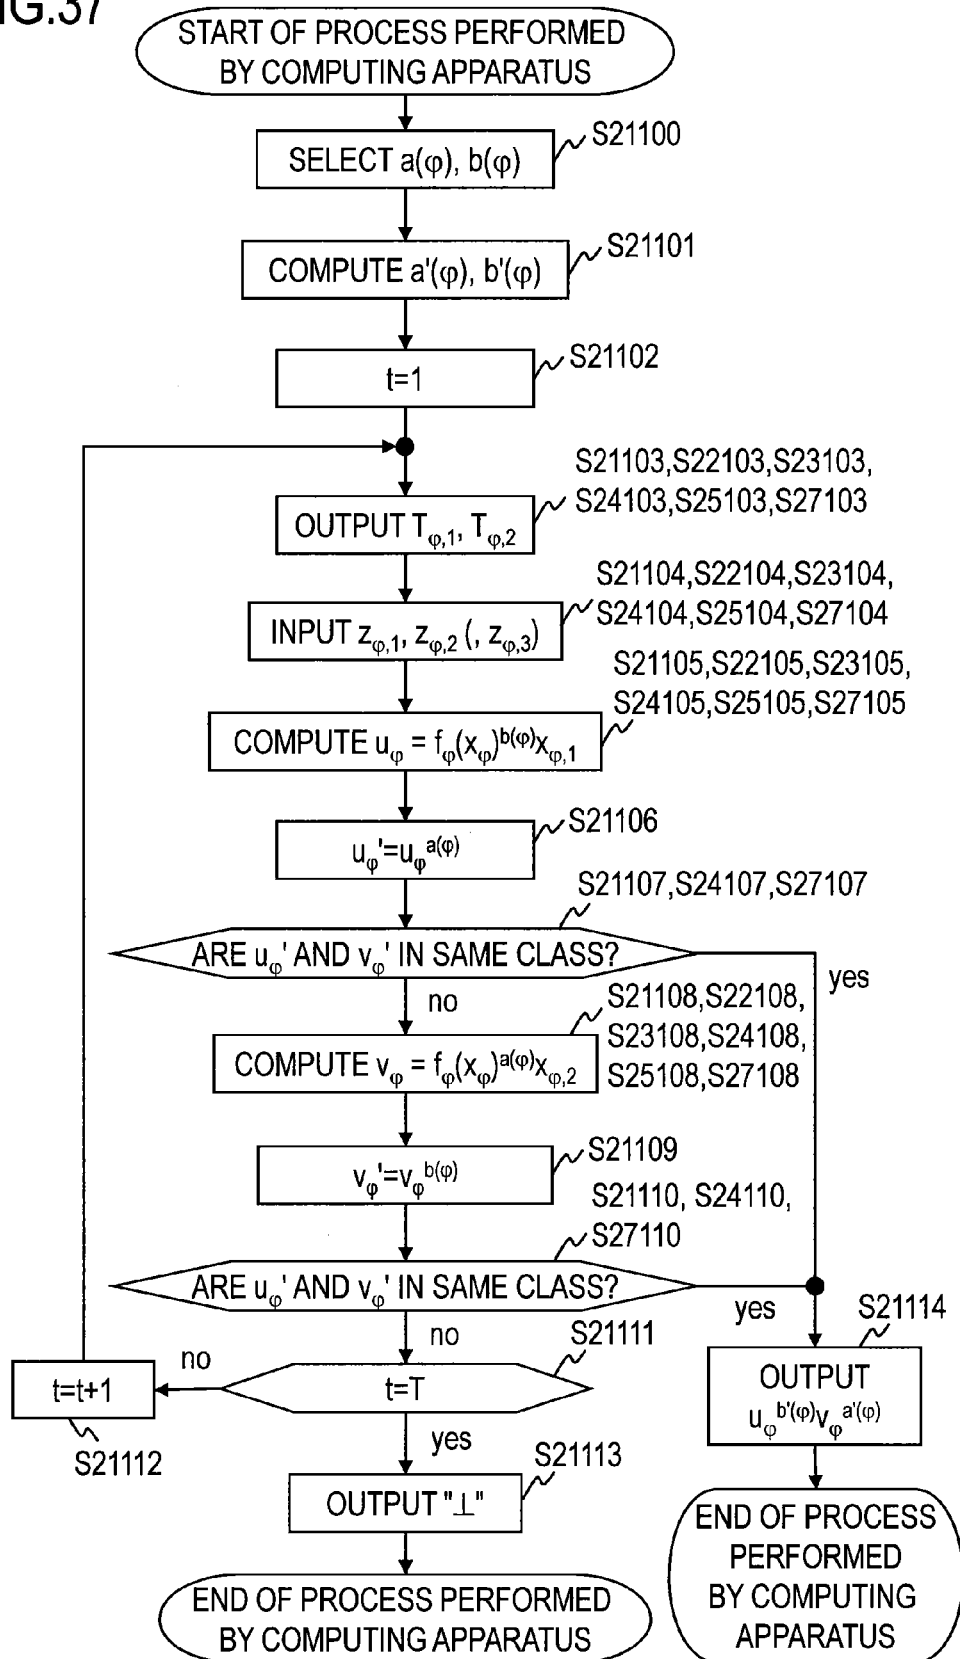 FIG.37
START OF PROCESS PERFORMED
BY COMPUTING APPARATUS
S21100
SELECT a(φ), b(φ)
S21101
COMPUTE a'(φ), b'(φ)
S21102
t=1
S21103,S22103,S23103,
S24103,S25103,S27103
OUTPUT Tφ,1, Tφ,2
S21104,S22104,S23104,
S24104,S25104,S27104
INPUT zφ,1, zφ,2 (, zφ,3)
S21105,S22105,S23105,
S24105,S25105,S27105
COMPUTE uφ = fφ(xφ)b(φ)xφ,1
S21106
uφ'=uφa(φ)
S21107,S24107,S27107
ARE uφ' AND vφ' IN SAME CLASS?
yes
no
S21108,S22108,
S23108,S24108,
S25108,S27108
COMPUTE vφ = fφ(xφ)a(φ)xφ,2
S21109
vφ'=vφb(φ)
S21110, S24110,
S27110
ARE uφ' AND vφ' IN SAME CLASS?
yes
no
S21114
S21111
OUTPUT
uφb'(φ)vφa'(φ)
t=T
no
t=t+1
S21112
yes
S21113
OUTPUT "⊥"
END OF PROCESS
PERFORMED
BY COMPUTING
APPARATUS
END OF PROCESS PERFORMED
BY COMPUTING APPARATUS